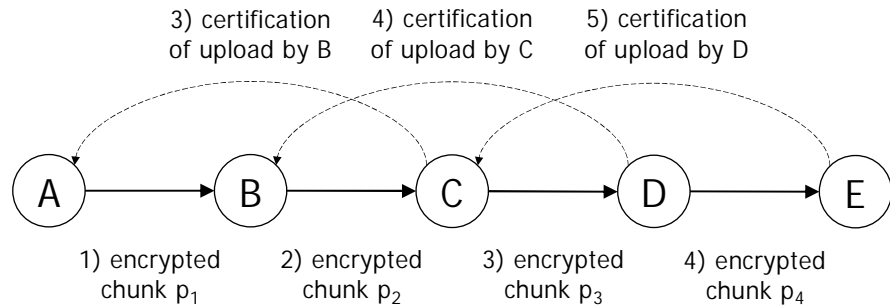 3) certification
of upload by B
4) certification
of upload by C
5) certification
of upload by D
A
B
C
D
E
1) encrypted
chunk p₁
2) encrypted
chunk p₂
3) encrypted
chunk p₃
4) encrypted
chunk p₄